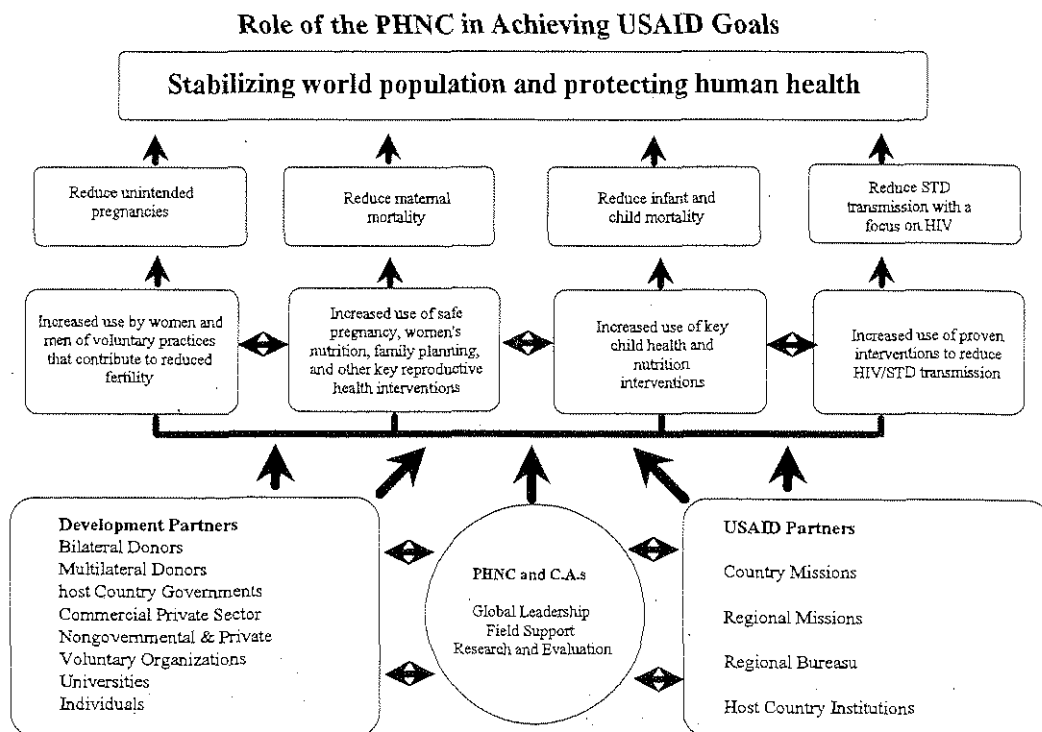 Role of the PHNC in Achieving USAID Goals
Stabilizing world population and protecting human health
Reduce unintended
pregnancies
Reduce maternal
mortality
Reduce infant and
child mortality
Reduce STD
transmission with a
focus on HIV
Increased use by women and
men of voluntary practices
that contribute to reduced
fertility
Increased use of safe
pregnancy, women's
nutrition, family planning,
and other key reproductive
health interventions
Increased use of key
child health and
nutrition
interventions
Increased use of proven
interventions to reduce
HIV/STD transmission
Development Partners
Bilateral Donors
Multilateral Donors
host Country Governments
Commercial Private Sector
Nongovernmental & Private
Voluntary Organizations
Universities
Individuals
PHNC and C.A.s
Global Leadership
Field Support
Research and Evaluation
USAID Partners
Country Missions
Regional Missions
Regional Bureasu
Host Country Institutions